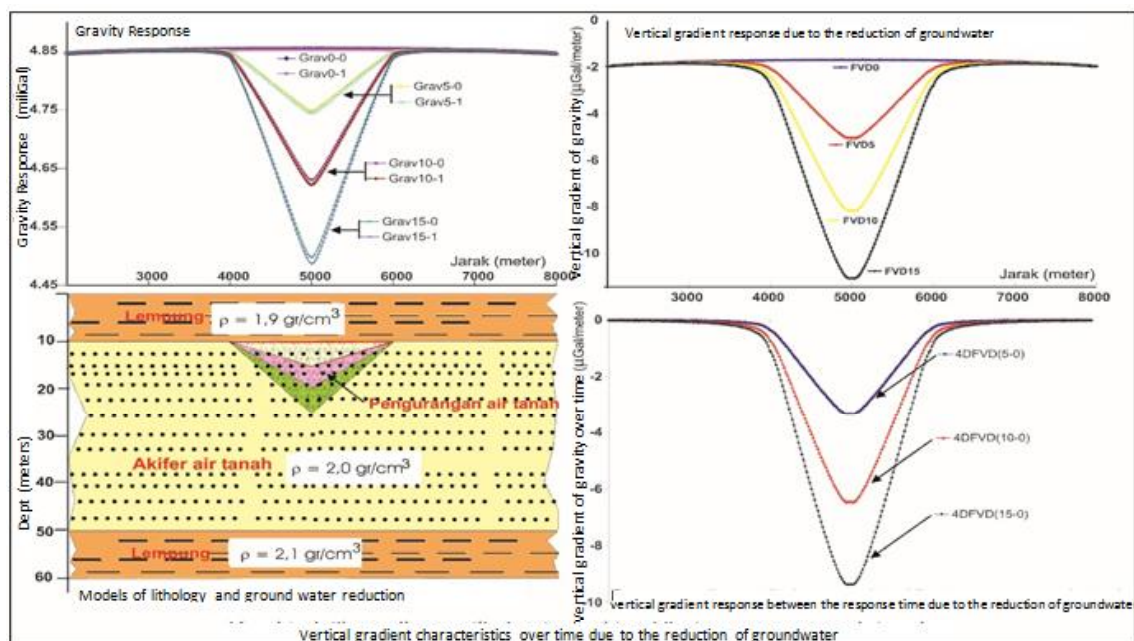 Gravity Response
4.85
4.75
4.65
4.55
4.45
Gravity Response (miliGal)
Grav0-0
Grav0-1
Grav5-0
Grav5-1
Grav10-0
Grav10-1
Grav15-0
Grav15-1
3000 4000 5000 6000 8000
Jarak (meter)
Vertical gradient response due to the reduction of groundwater
0
-2
-4
-6
-8
-10
Vertical gradient of gravity (µGal/meter)
FVD0
FVD5
FVD10
FVD15
Jarak (meter)
3000 4000 5000 6000 7000 8000
Lempung
ρ = 1,9 gr/cm³
10
20
30
40
50
60
Dept (meters)
Pengurangan air tanah
Akifer air tanah
ρ = 2,0 gr/cm³
Lempung
ρ = 2,1 gr/cm³
Models of lithology and ground water reduction
0
-2
-4
-6
-8
-10
Vertical gradient of gravity over time (µGal/meter)
4DFVD(5-0)
4DFVD(10-0)
4DFVD(15-0)
vertical gradient response between the response time due to the reduction of groundwate
Vertical gradient characteristics over time due to the reduction of groundwater